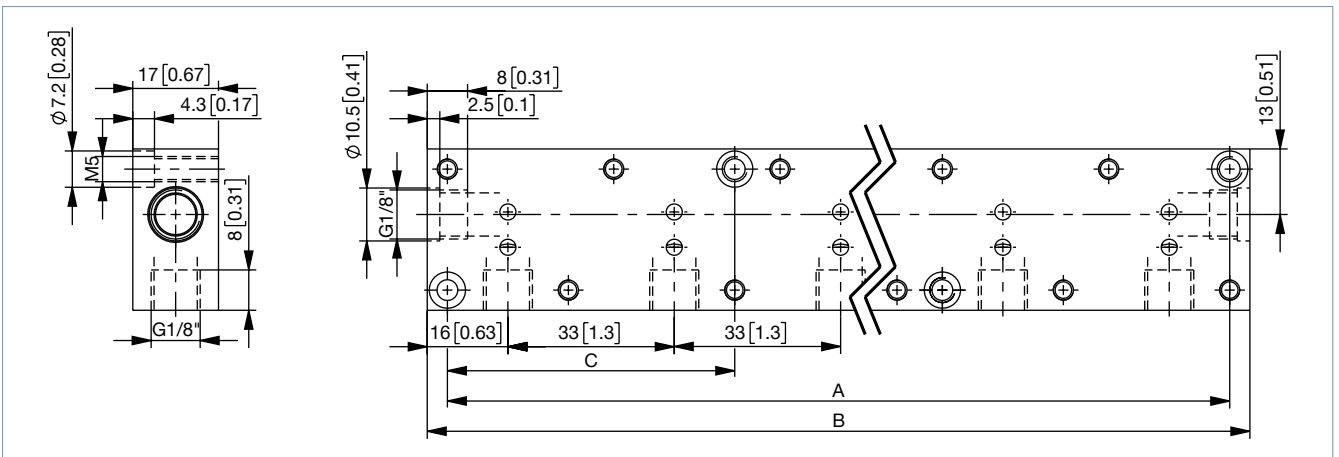 Ø 7.2 [0.28]
17 [0.67]
4.3 [0.17]
M5
8 [0.31]
G1/8"
Ø 10.5 [0.41]
8 [0.31]
2.5 [0.1]
G1/8"
13 [0.51]
16 [0.63]
33 [1.3]
33 [1.3]
C
A
B